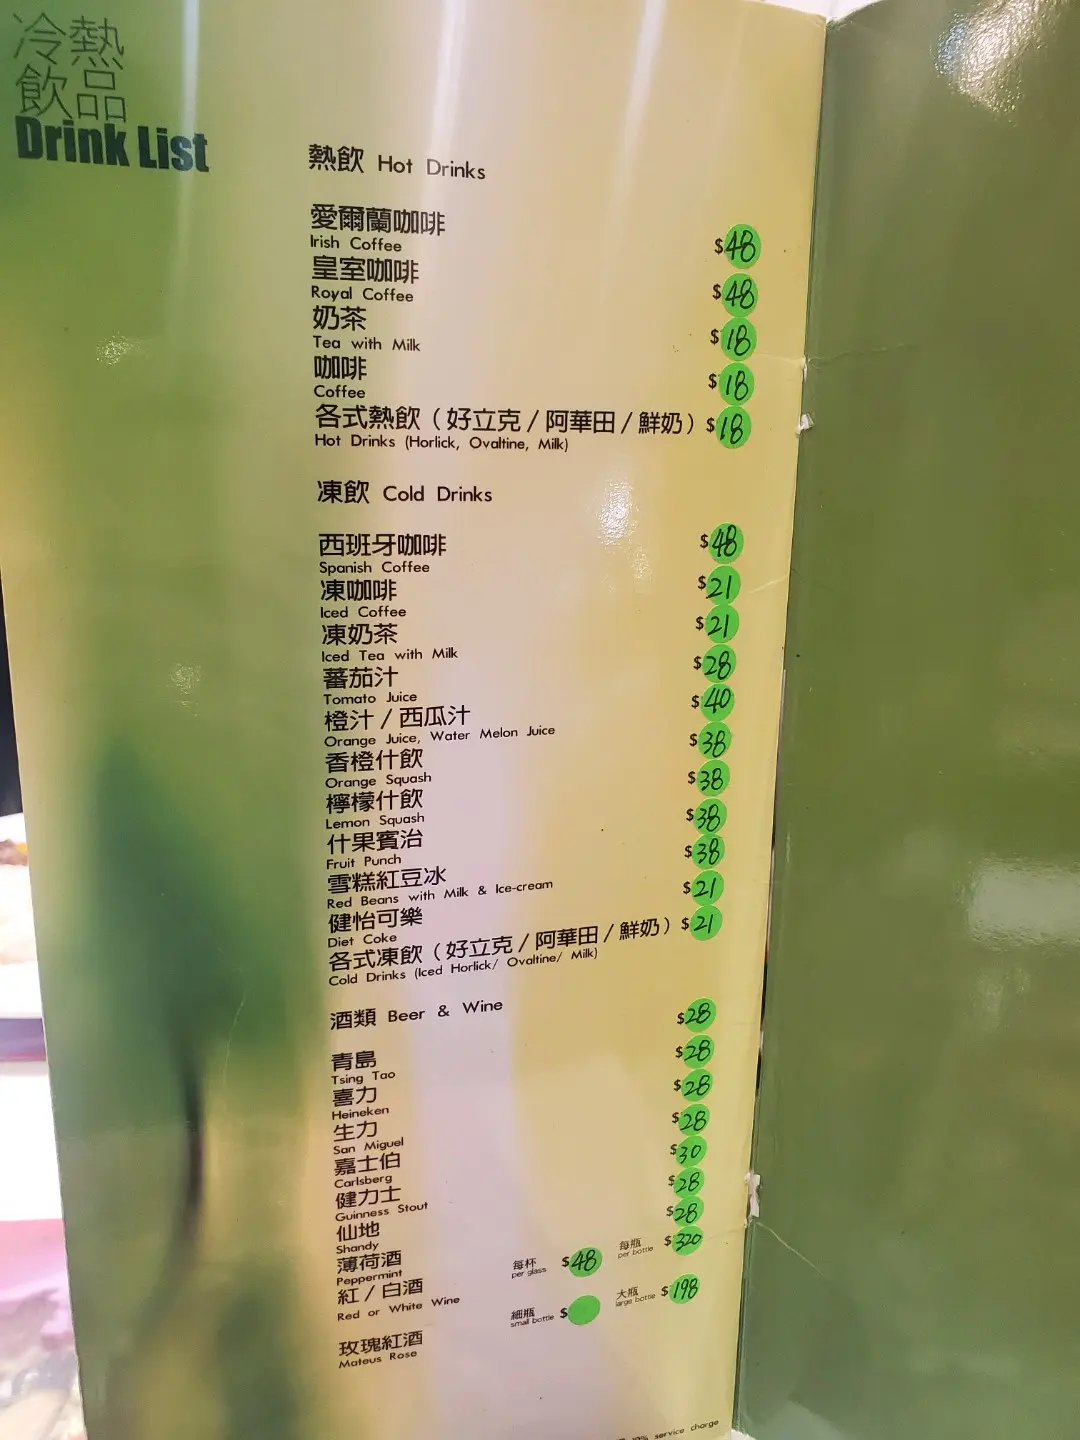 冷熱
飲品
Drink List
熱飲 Hot Drinks
愛爾蘭咖啡 $48
Irish Coffee
皇室咖啡 $48
Royal Coffee
奶茶 $18
Tea with Milk
咖啡 $18
Coffee
各式熱飲（好立克/阿華田/鮮奶） $18
Hot Drinks (Horlick, Ovaltine, Milk)
凍飲 Cold Drinks
西班牙咖啡 $48
Spanish Coffee
凍咖啡 $21
Iced Coffee
凍奶茶 $21
Iced Tea with Milk
蕃茄汁 $28
Tomato Juice
橙汁/西瓜汁 $40
Orange Juice, Water Melon Juice
香橙什飲 $38
Orange Squash
檸檬什飲 $38
Lemon Squash
什果賓治 $38
Fruit Punch
雪糕紅豆冰 $38
Red Beans with Milk & Ice-cream
健怡可樂 $21
Diet Coke
各式凍飲（好立克/阿華田/鮮奶） $21
Cold Drinks (Iced Horlick/ Ovaltine/ Milk)
酒類 Beer & Wine
青島 $28
Tsing Tao
喜力 $28
Heineken
生力 $28
San Miguel
嘉士伯 $28
Carlsberg
健力士 $30
Guinness Stout
仙地 $28
Shandy
薄荷酒 $28
Peppermint
紅/白酒 每杯 $48 每瓶 $320
Red or White Wine per glass per bottle
玫瑰紅酒 細瓶 $ 大瓶 $198
Mateus Rose small bottle large bottle
10% service charge